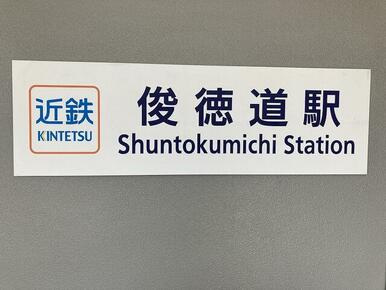 近鉄
KINTETSU
俊徳道駅
Shuntokumichi Station